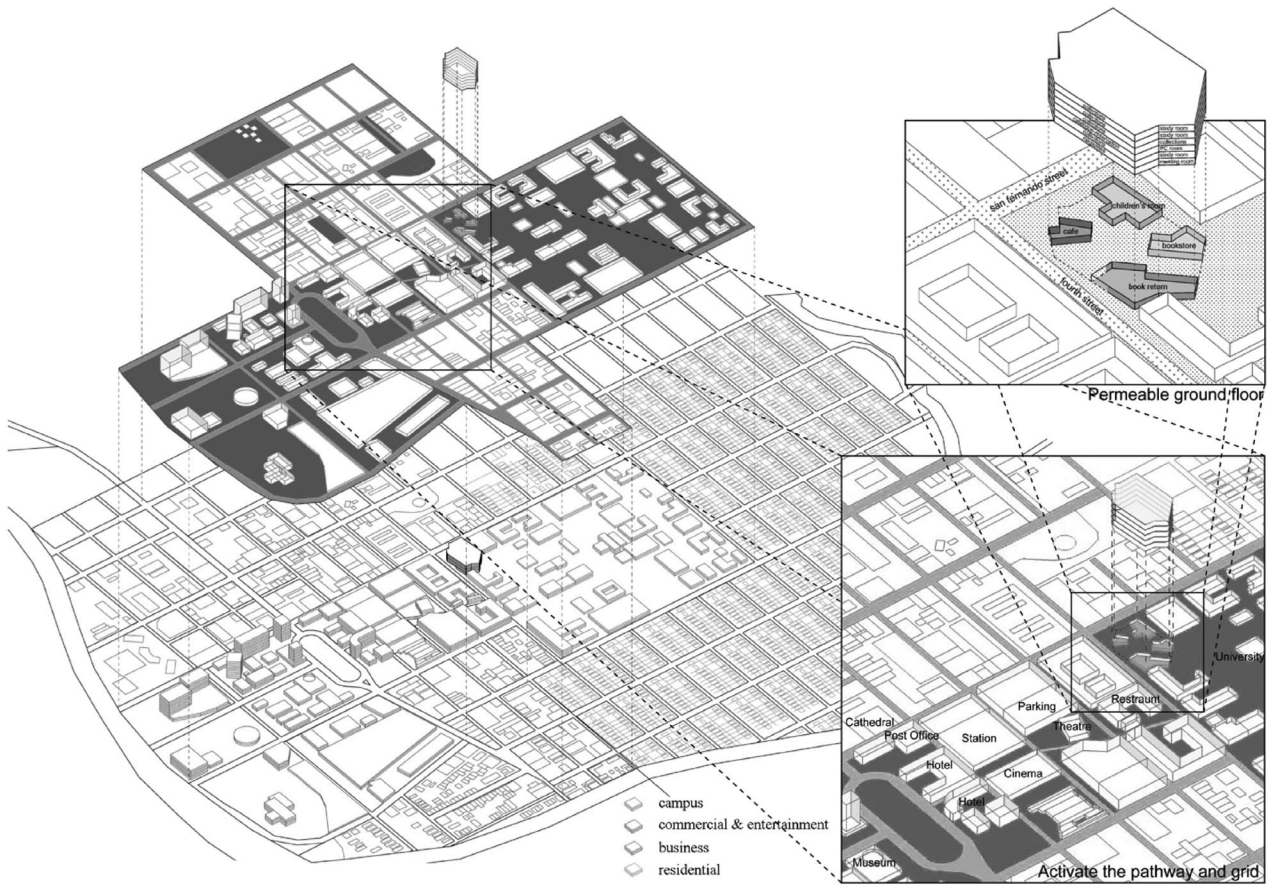 study room
study room
collections
PC room
study room
meeting room
san fernando street
children's room
cafe
bookstore
book return
fourth street
Permeable ground floor
University
Restraunt
Parking
Theatre
Cathedral
Post Office
Station
Hotel
Cinema
Hotel
Museum
Activate the pathway and grid
campus
commercial & entertainment
business
residential